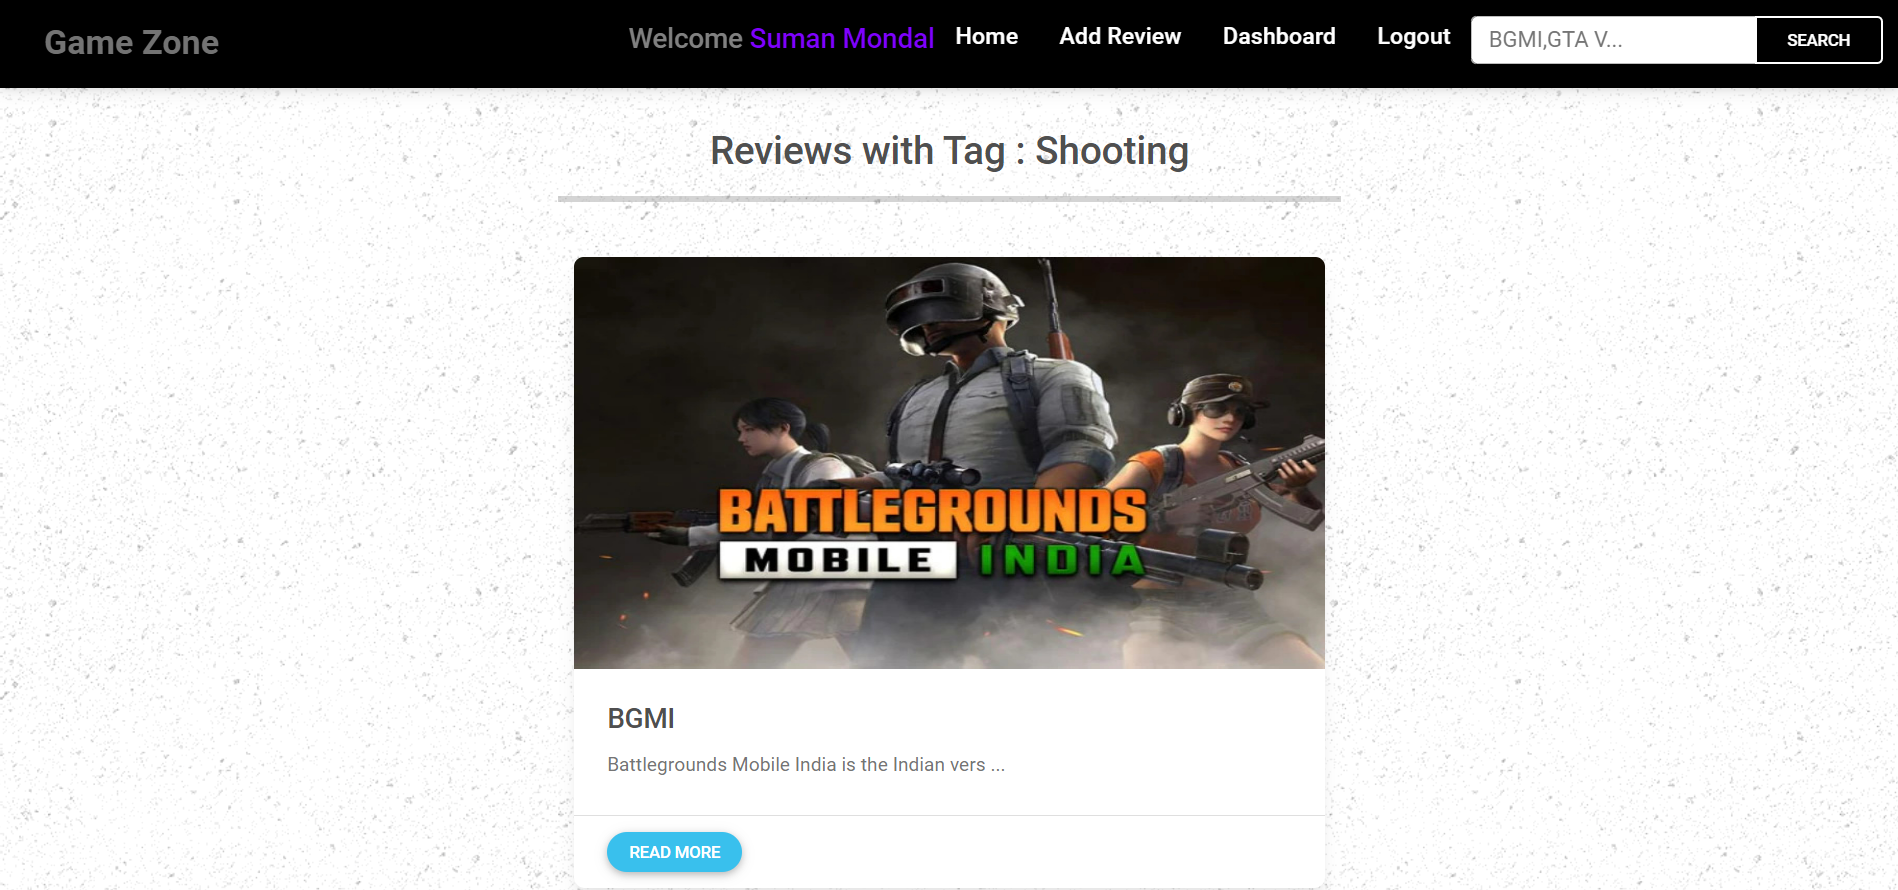 Game Zone
Welcome Suman Mondal Home Add Review Dashboard Logout BGMI,GTA V... SEARCH
Reviews with Tag : Shooting
BATTLEGROUNDS
MOBILE INDIA
BGMI
Battlegrounds Mobile India is the Indian vers ...
READ MORE